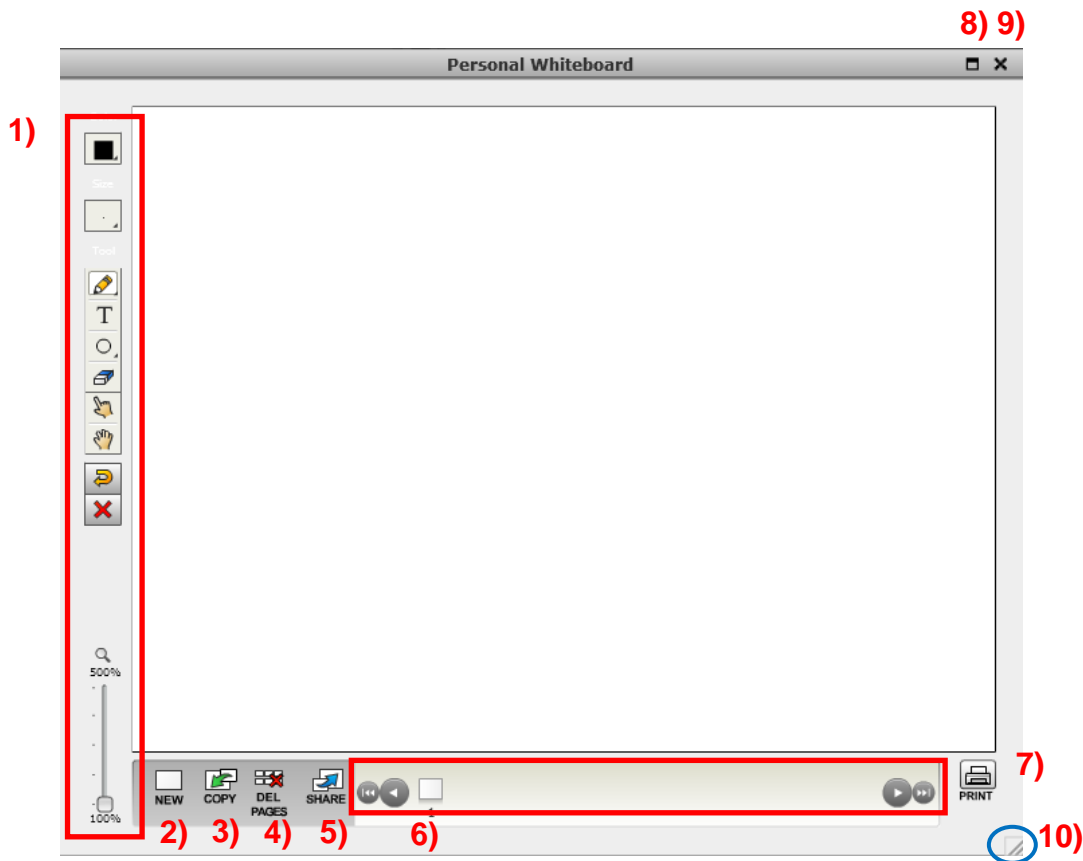 8) 9)
Personal Whiteboard
1)
Size
Tool
T
500%
100%
NEW
COPY
DEL
PAGES
SHARE
1
PRINT
7)
2)
3)
4)
5)
6)
10)